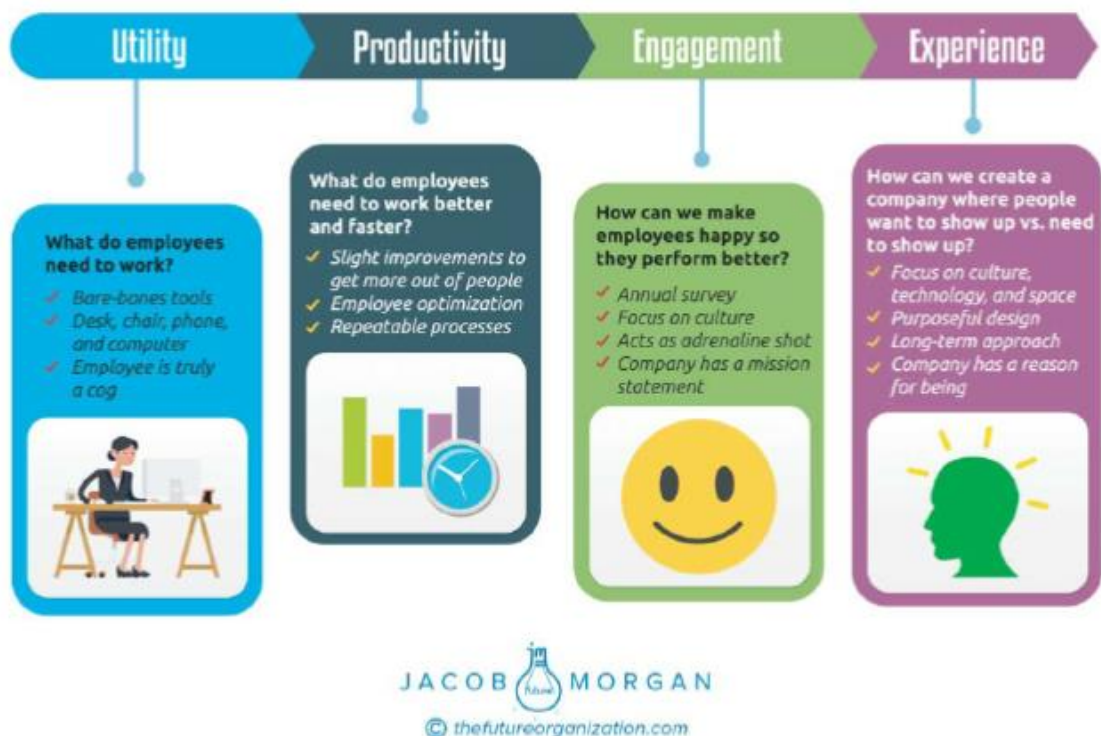 Utility
Productivity
Engagement
Experience
What do employees
need to work?
Bare-bones tools
Desk, chair, phone,
and computer
Employee is truly
a cog
What do employees
need to work better
and faster?
Slight improvements to
get more out of people
Employee optimization
Repeatable processes
How can we make
employees happy so
they perform better?
Annual survey
Focus on culture
Acts as adrenaline shot
Company has a mission
statement
How can we create a
company where people
want to show up vs. need
to show up?
Focus on culture,
technology, and space
Purposeful design
Long-term approach
Company has a reason
for being
JACOB MORGAN
future
© thefutureorganization.com